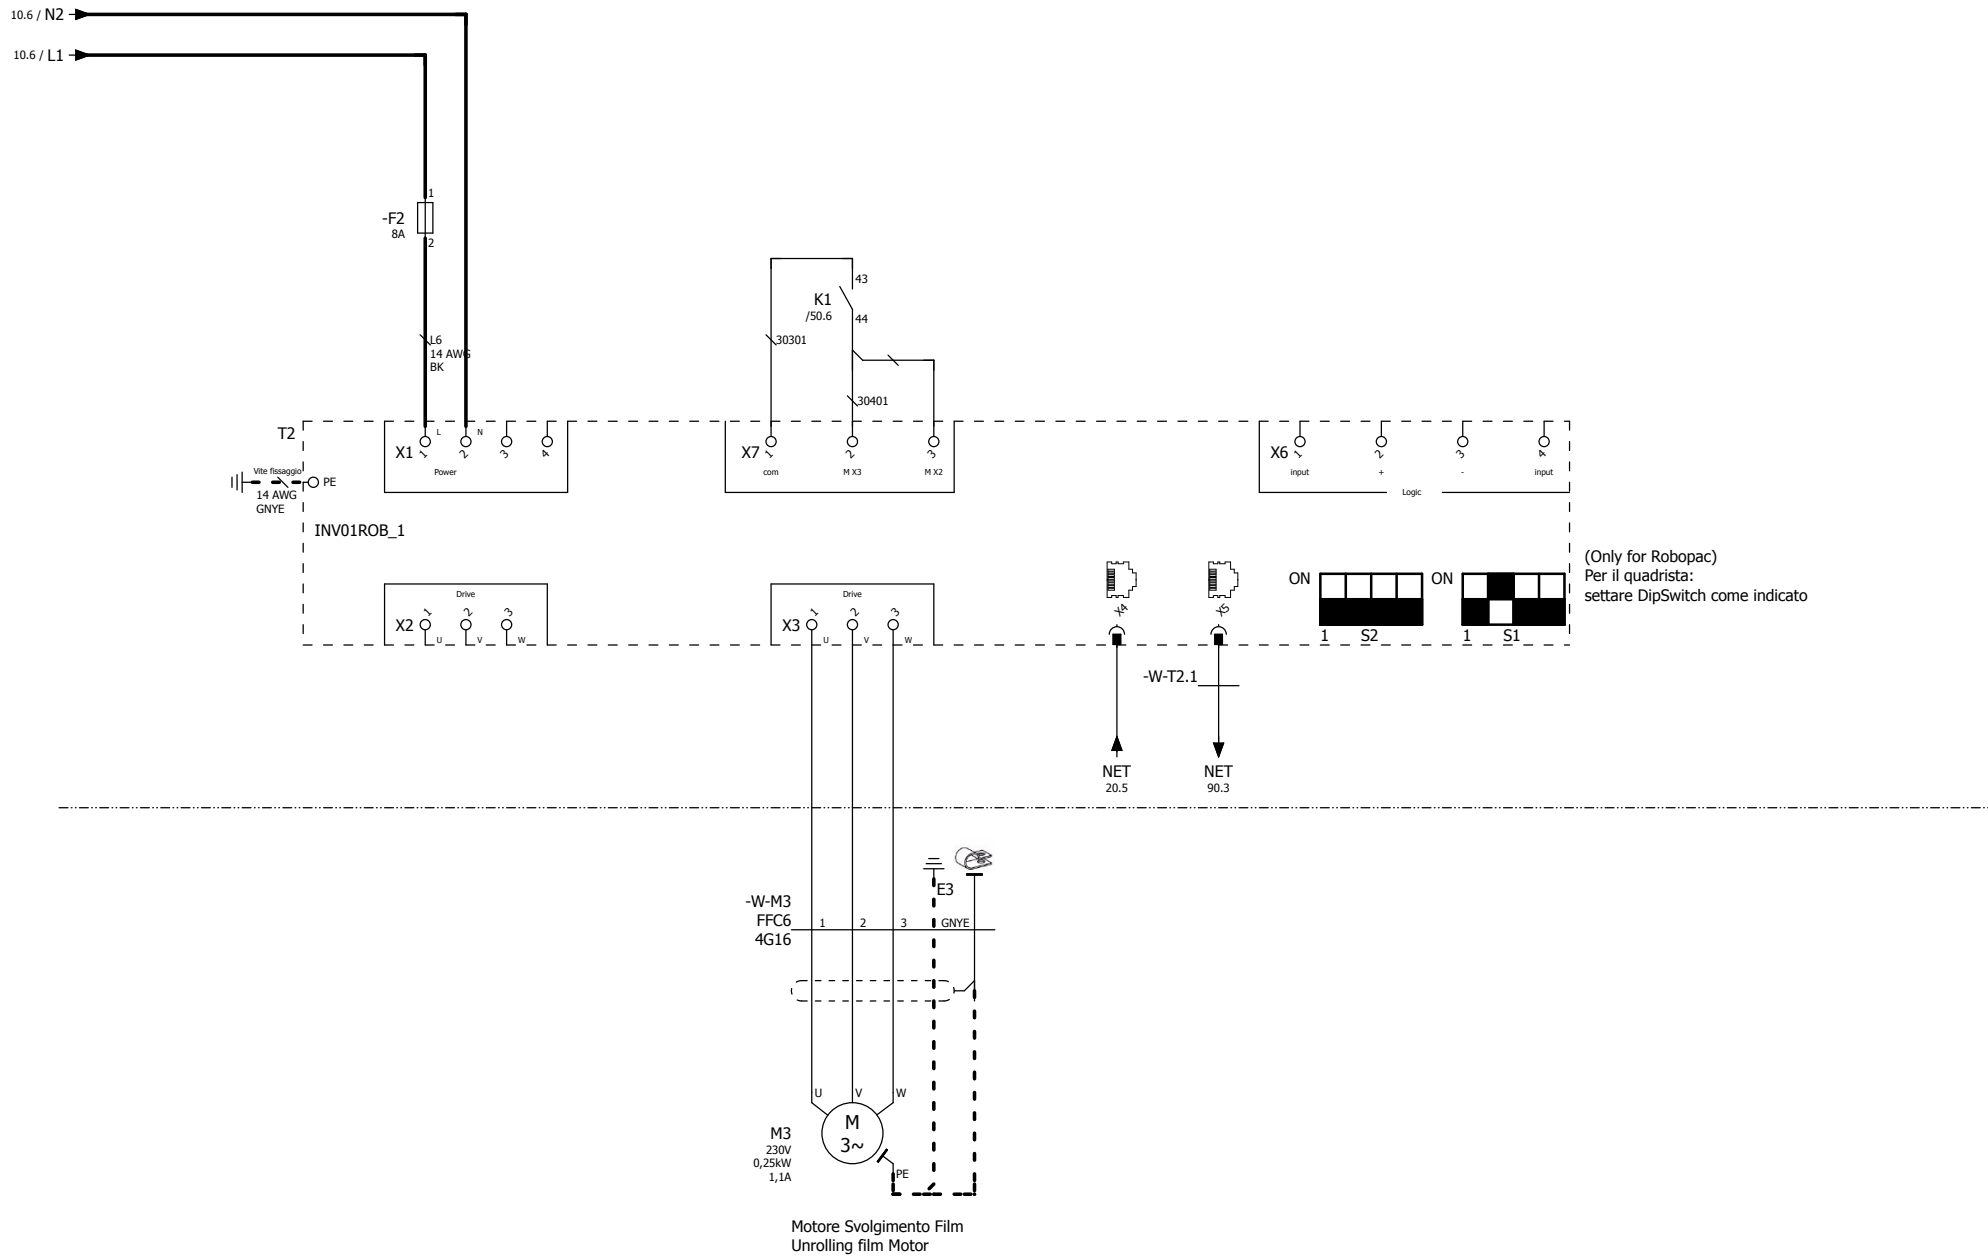 10.6 / N2
10.6 / L1
1
-F2
8A
2
43
K1
/50.6
44
L6
14 AWG
BK
30301
30401
T2
L
N
X1
1
2
3
4
Power
X7
1
2
3
com
M X3
M X2
X6
1
2
3
4
input
+
-
input
Logic
Vite fissaggio
PE
14 AWG
GNYE
INV01ROB_1
(Only for Robopac)
Per il quadrista:
settare DipSwitch come indicato
ON
ON
1 S2
1 S1
Drive
X2
1
2
3
U
V
W
Drive
X3
1
2
3
U
V
W
X4
X5
-W-T2.1
NET
20.5
NET
90.3
E3
-W-M3
FFC6
4G16
1
2
3
GNYE
U
V
W
M
3~
M3
230V
0,25kW
1,1A
PE
Motore Svolgimento Film
Unrolling film Motor